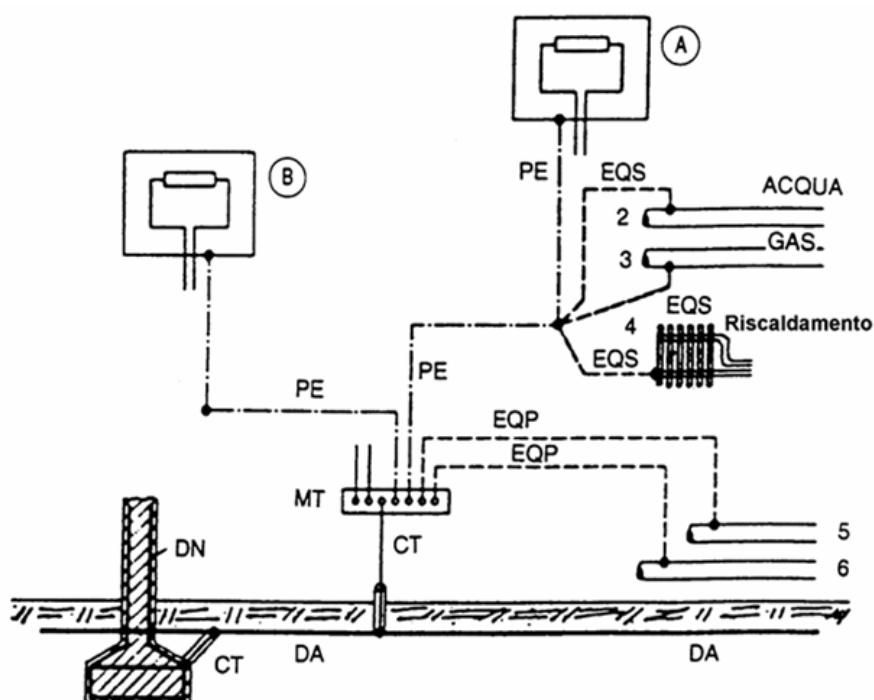 A
PE
EQS
ACQUA
B
2
GAS
3
EQS
4
Riscaldamento
EQS
PE
PE
EQP
EQP
MT
CT
5
DN
6
CT
DA
DA